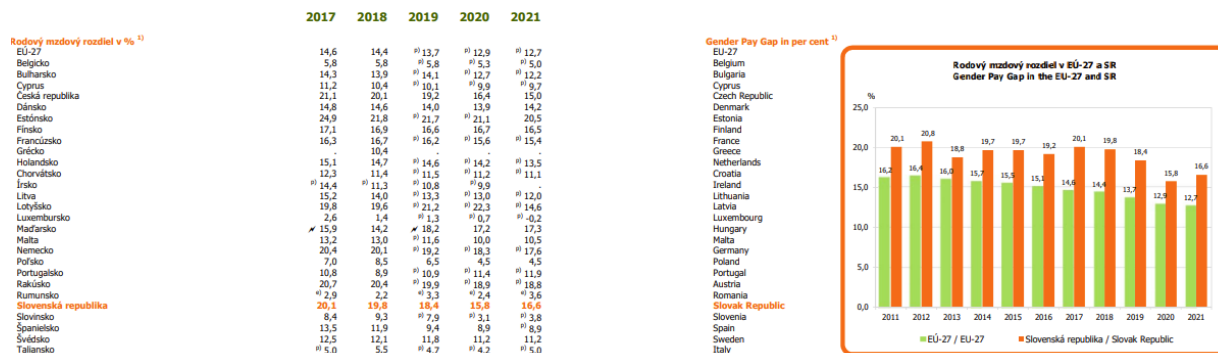 2017 2018 2019 2020 2021
Rodový mzdový rozdiel v % 1)
EÚ-27 14,6 14,4 p) 13,7 p) 12,9 p) 12,7
Belgicko 5,8 5,8 p) 5,8 p) 5,3 p) 5,0
Bulharsko 14,3 13,9 p) 14,1 p) 12,7 p) 12,2
Cyprus 11,2 10,4 p) 10,1 p) 9,9 p) 9,7
Česká republika 21,1 20,1 19,2 16,4 15,0
Dánsko 14,8 14,6 14,0 13,9 14,2
Estónsko 24,9 21,8 p) 21,7 p) 21,1 20,5
Fínsko 17,1 16,9 16,6 16,7 16,5
Francúzsko 16,3 16,7 p) 16,2 p) 15,6 p) 15,4
Grécko . 10,4 . . .
Holandsko 15,1 14,7 p) 14,6 p) 14,2 p) 13,5
Chorvátsko 12,3 11,4 p) 11,5 p) 11,2 p) 11,1
Írsko p) 14,4 p) 11,3 p) 10,8 p) 9,9 .
Litva 15,2 14,0 p) 13,3 p) 13,0 p) 12,0
Lotyšsko 19,8 19,6 p) 21,2 p) 22,3 p) 14,6
Luxembursko 2,6 1,4 p) 1,3 p) 0,7 p) -0,2
Maďarsko 15,9 14,2 18,2 17,2 17,3
Malta 13,2 13,0 p) 11,6 10,0 10,5
Nemecko 20,4 20,1 p) 19,2 p) 18,3 p) 17,6
Poľsko 7,0 8,5 6,5 4,5 4,5
Portugalsko 10,8 8,9 p) 10,9 p) 11,4 p) 11,9
Rakúsko 20,7 20,4 p) 19,9 p) 18,9 p) 18,8
Rumunsko e) 2,9 2,2 e) 3,3 e) 2,4 e) 3,6
Slovenská republika 20,1 19,8 18,4 15,8 16,6
Slovinsko 8,4 9,3 p) 7,9 p) 3,1 p) 3,8
Španielsko 13,5 11,9 9,4 8,9 p) 8,9
Švédsko 12,5 12,1 11,8 11,2 11,2
Taliansko p) 5,0 5,5 p) 4,7 p) 4,2 p) 5,0
Gender Pay Gap in per cent 1)
EU-27
Belgium
Bulgaria
Cyprus
Czech Republic
Denmark
Estonia
Finland
France
Greece
Netherlands
Croatia
Ireland
Lithuania
Latvia
Luxembourg
Hungary
Malta
Germany
Poland
Portugal
Austria
Romania
Slovak Republic
Slovenia
Spain
Sweden
Italy
Rodový mzdový rozdiel v EÚ-27 a SR
Gender Pay Gap in the EU-27 and SR
%
25,0
20,0
15,0
10,0
5,0
0,0
16,2 20,1 16,4 20,8 16,0 18,8 15,7 19,7 15,5 19,7 15,1 19,2 14,6 20,1 14,4 19,8 13,7 18,4 12,9 15,8 12,7 16,6
2011 2012 2013 2014 2015 2016 2017 2018 2019 2020 2021
EÚ-27 / EU-27 Slovenská republika / Slovak Republic